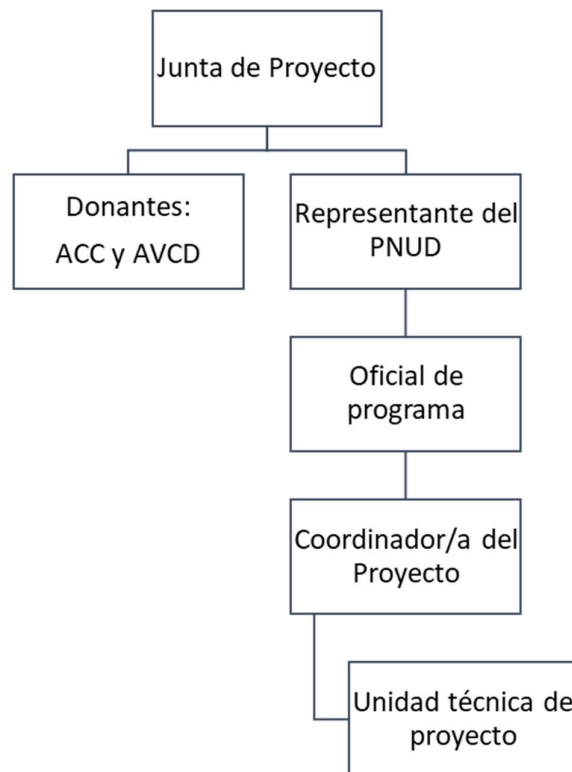 Junta de Proyecto
Donantes:
ACC y AVCD
Representante del
PNUD
Oficial de
programa
Coordinador/a del
Proyecto
Unidad técnica de
proyecto